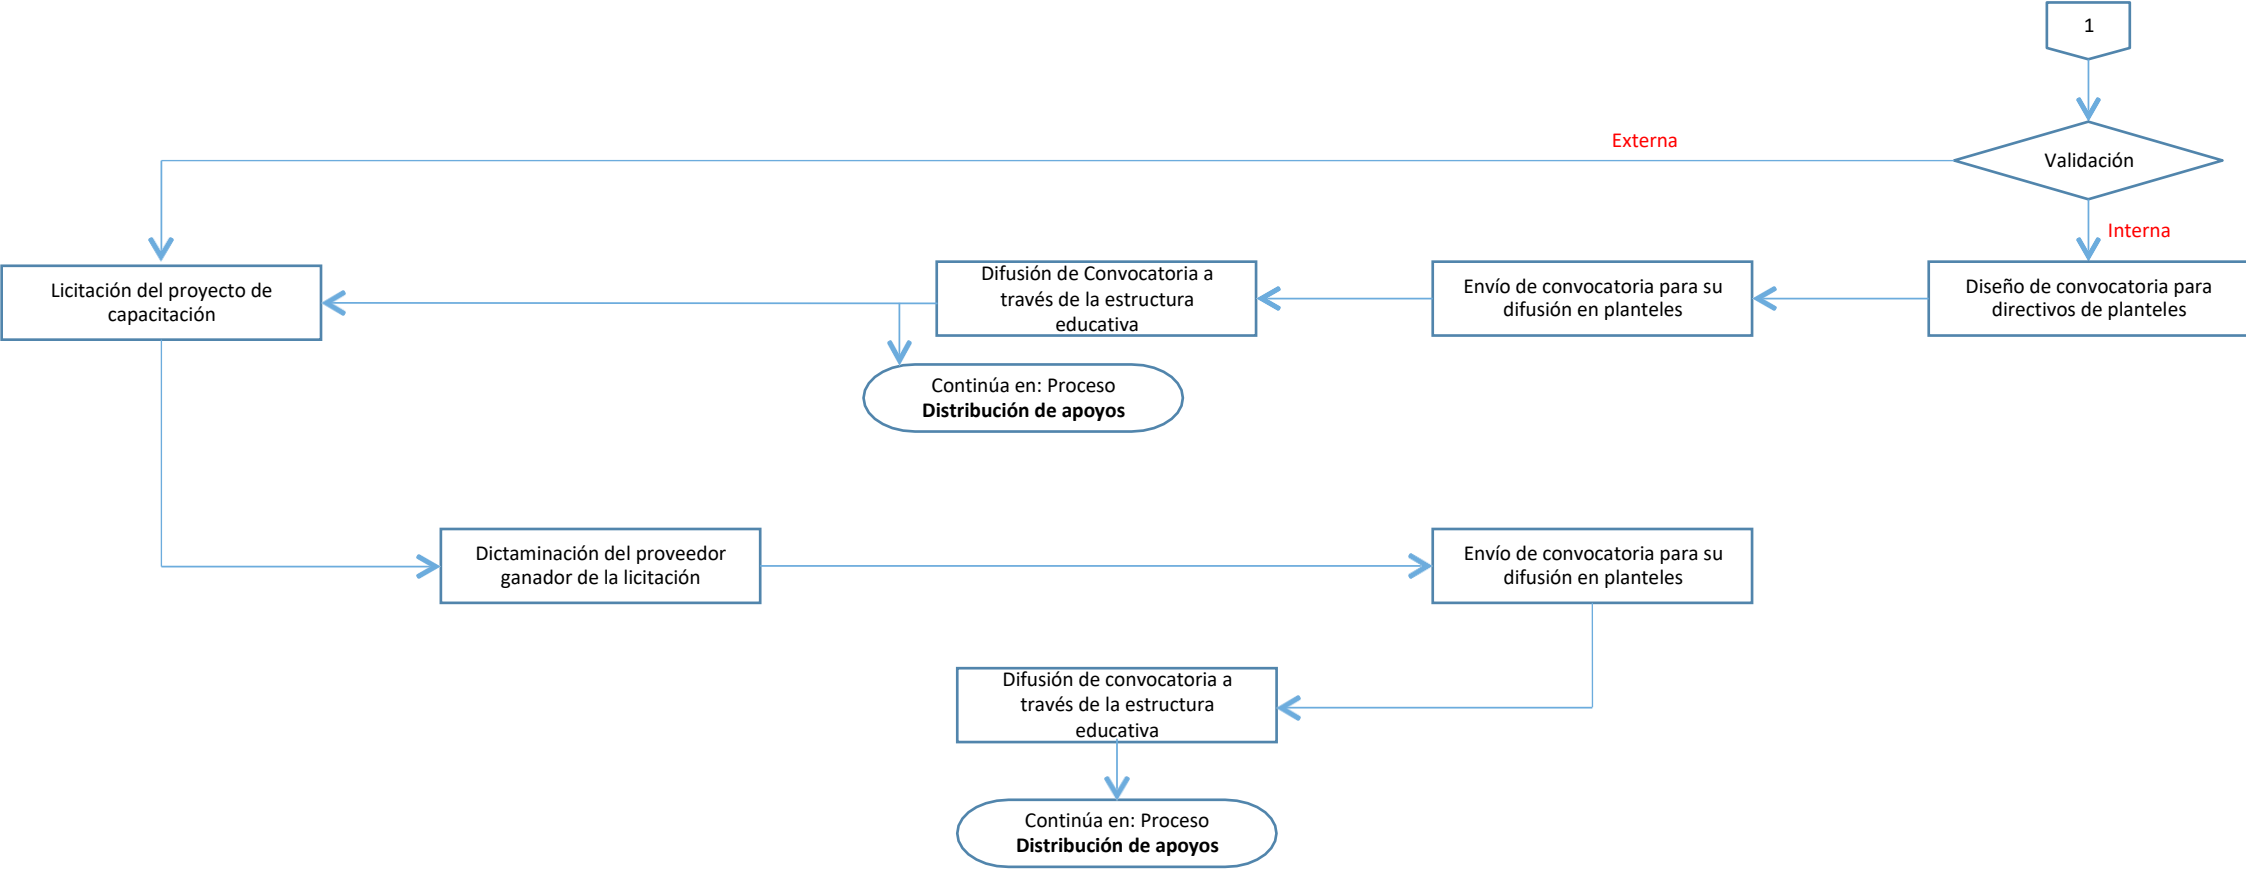 1
Externa
Validación
Interna
Licitación del proyecto de
capacitación
Difusión de Convocatoria a
través de la estructura
educativa
Envío de convocatoria para su
difusión en planteles
Diseño de convocatoria para
directivos de planteles
Continúa en: Proceso
Distribución de apoyos
Dictaminación del proveedor
ganador de la licitación
Envío de convocatoria para su
difusión en planteles
Difusión de convocatoria a
través de la estructura
educativa
Continúa en: Proceso
Distribución de apoyos